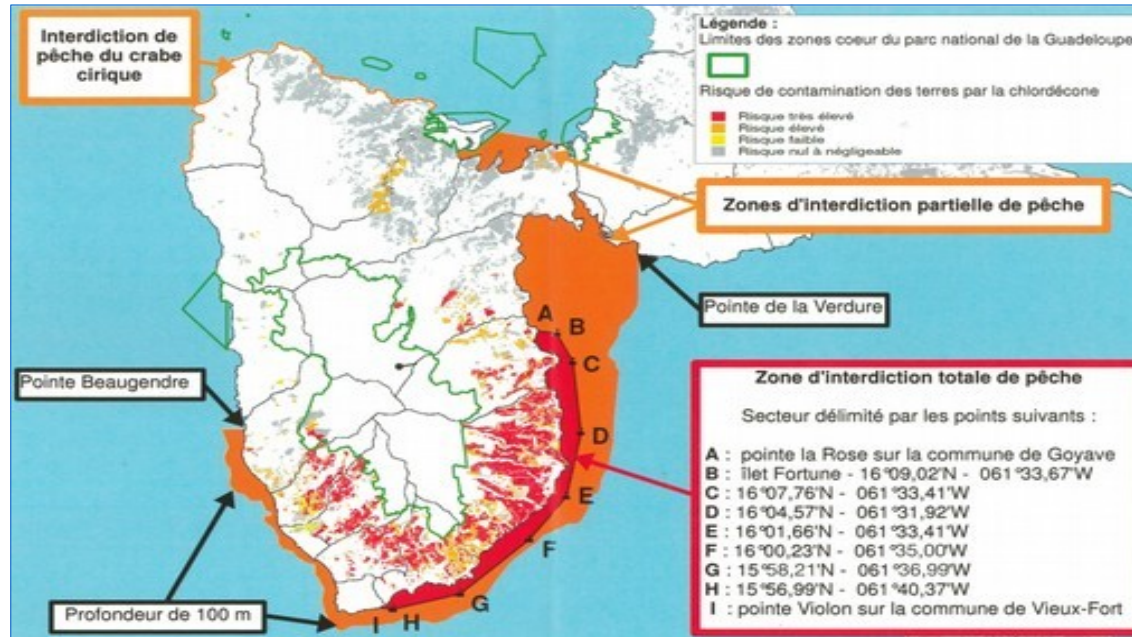 Interdiction de
pêche du crabe
cirique
Légende :
Limites des zones coeur du parc national de la Guadeloupe
Risque de contamination des terres par la chlordécone
Risque très élevé
Risque élevé
Risque faible
Risque nul à négligeable
Zones d'interdiction partielle de pêche
Pointe de la Verdure
A
B
C
D
E
F
G
H
I
Pointe Beaugendre
Profondeur de 100 m
Zone d'interdiction totale de pêche
Secteur délimité par les points suivants :
A : pointe la Rose sur la commune de Goyave
B : îlet Fortune - 16°09,02'N - 061°33,67'W
C : 16°07,76'N - 061°33,41'W
D : 16°04,57'N - 061°31,92'W
E : 16°01,66'N - 061°33,41'W
F : 16°00,23'N - 061°35,00'W
G : 15°58,21'N - 061°36,99'W
H : 15°56,99'N - 061°40,37'W
I : pointe Violon sur la commune de Vieux-Fort